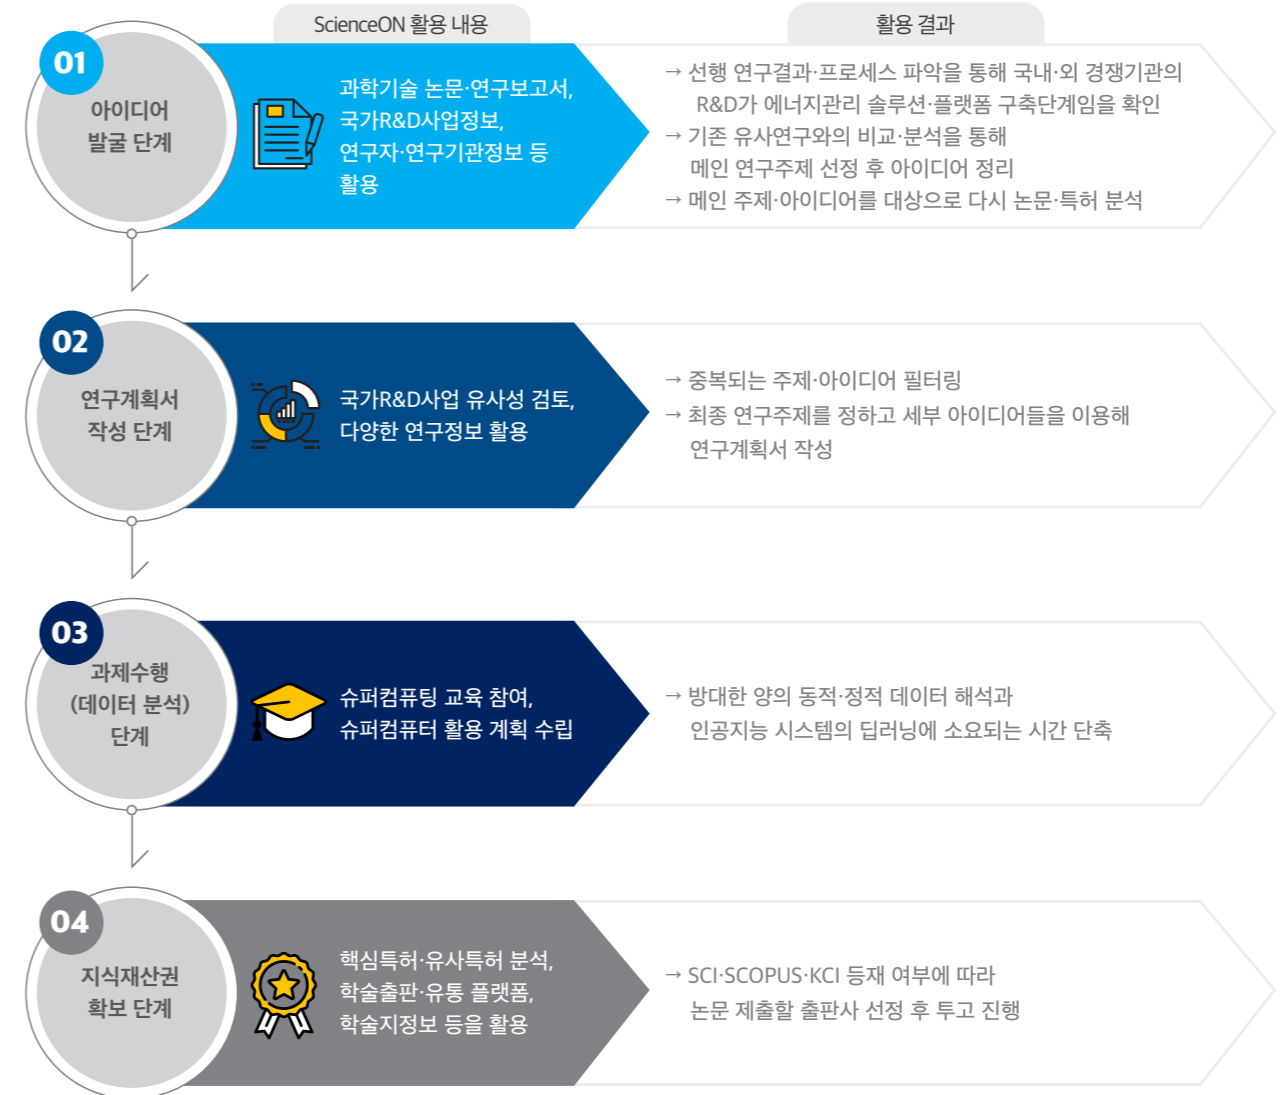 ScienceON 활용 내용
활용 결과
01
아이디어
발굴 단계
과학기술 논문·연구보고서,
국가R&D사업정보,
연구자·연구기관정보 등
활용
→ 선행 연구결과·프로세스 파악을 통해 국내·외 경쟁기관의
R&D가 에너지관리 솔루션·플랫폼 구축단계임을 확인
→ 기존 유사연구와의 비교·분석을 통해
메인 연구주제 선정 후 아이디어 정리
→ 메인 주제·아이디어를 대상으로 다시 논문·특허 분석
02
연구계획서
작성 단계
국가R&D사업 유사성 검토,
다양한 연구정보 활용
→ 중복되는 주제·아이디어 필터링
→ 최종 연구주제를 정하고 세부 아이디어들을 이용해
연구계획서 작성
03
과제수행
(데이터 분석)
단계
슈퍼컴퓨팅 교육 참여,
슈퍼컴퓨터 활용 계획 수립
→ 방대한 양의 동적·정적 데이터 해석과
인공지능 시스템의 딥러닝에 소요되는 시간 단축
04
지식재산권
확보 단계
핵심특허·유사특허 분석,
학술출판·유통 플랫폼,
학술지정보 등을 활용
→ SCI·SCOPUS·KCI 등재 여부에 따라
논문 제출할 출판사 선정 후 투고 진행